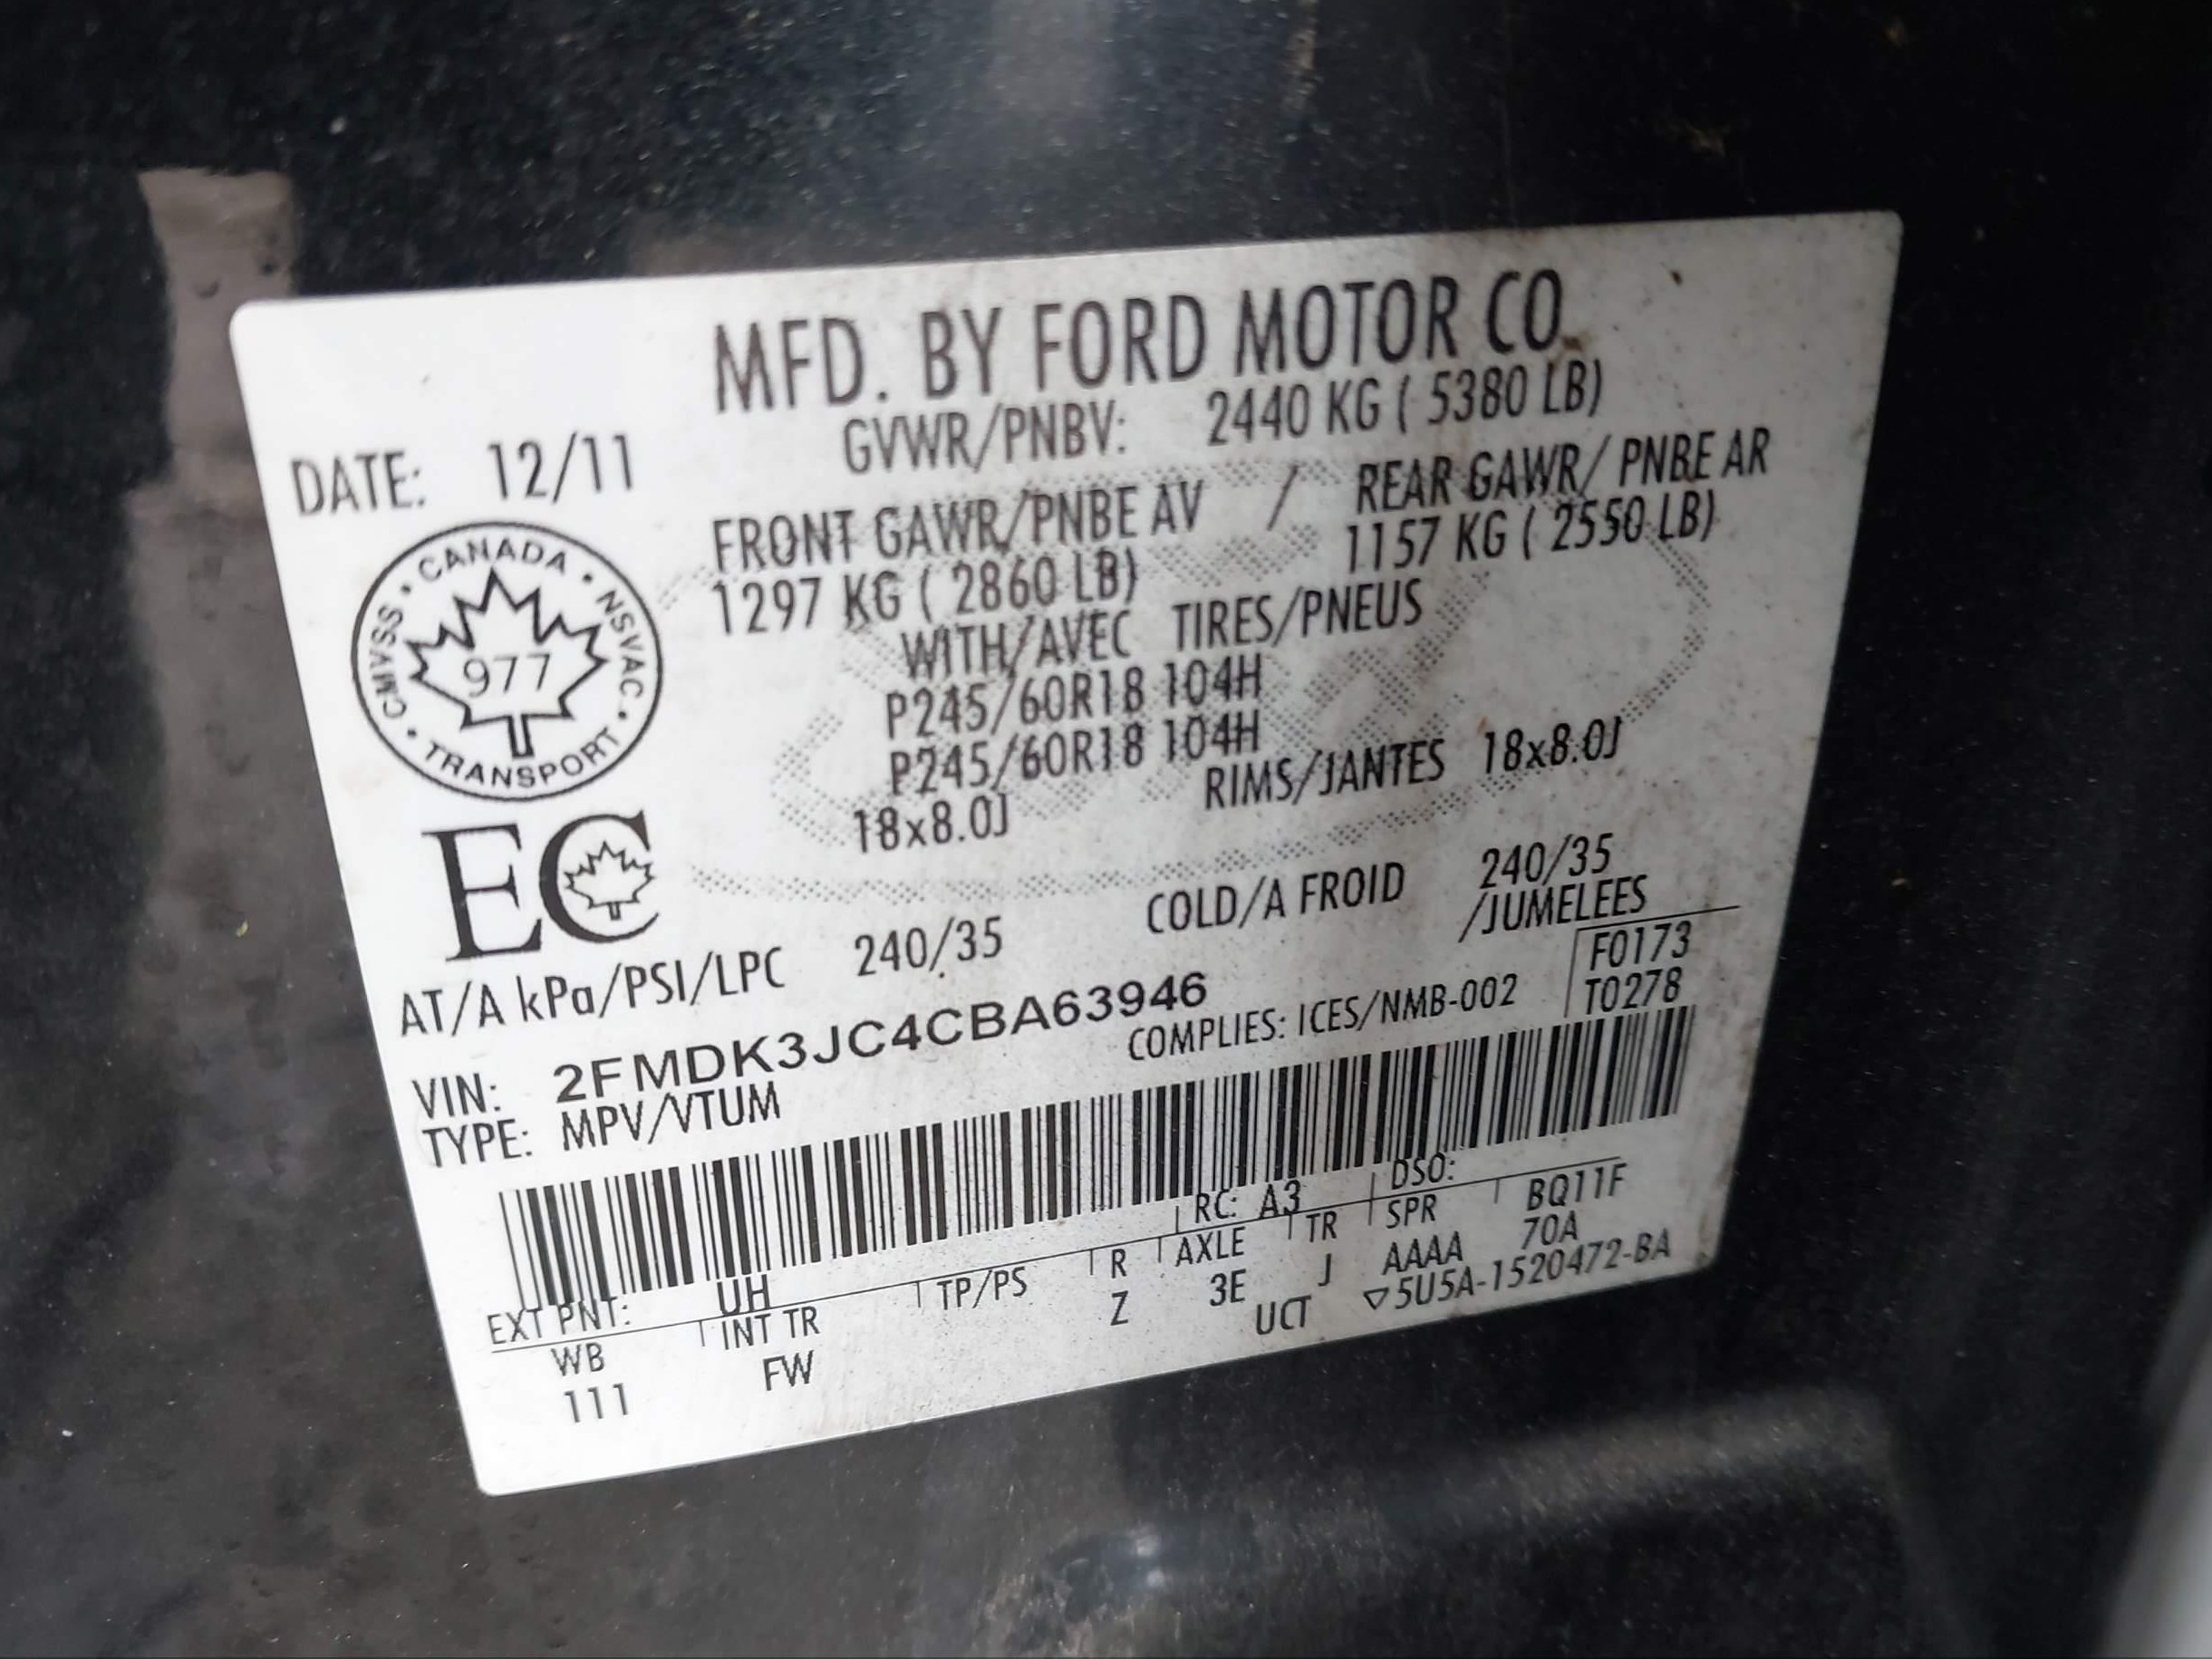 MFD. BY FORD MOTOR CO.
DATE: 12/11 GVWR/PNBV: 2440 KG ( 5380 LB)
FRONT GAWR/PNBE AV / REAR GAWR/ PNBE AR
1297 KG ( 2860 LB) 1157 KG ( 2550 LB)
WITH/AVEC TIRES/PNEUS
P245/60R18 104H
P245/60R18 104H
18x8.0J RIMS/JANTES 18x8.0J
CANADA · NSVAC · TRANSPORT · CMVSS ·
977
EC
AT/A kPa/PSI/LPC 240/35 COLD/A FROID 240/35
/JUMELEES
VIN: 2FMDK3JC4CBA63946 COMPLIES: ICES/NMB-002
TYPE: MPV/VTUM
F0173
T0278
EXT PNT: UH RC: A3 DSO:
WB INT TR TP/PS R AXLE TR SPR BQ11F
111 FW Z 3E J AAAA 70A
UCT ▽5U5A-1520472-BA